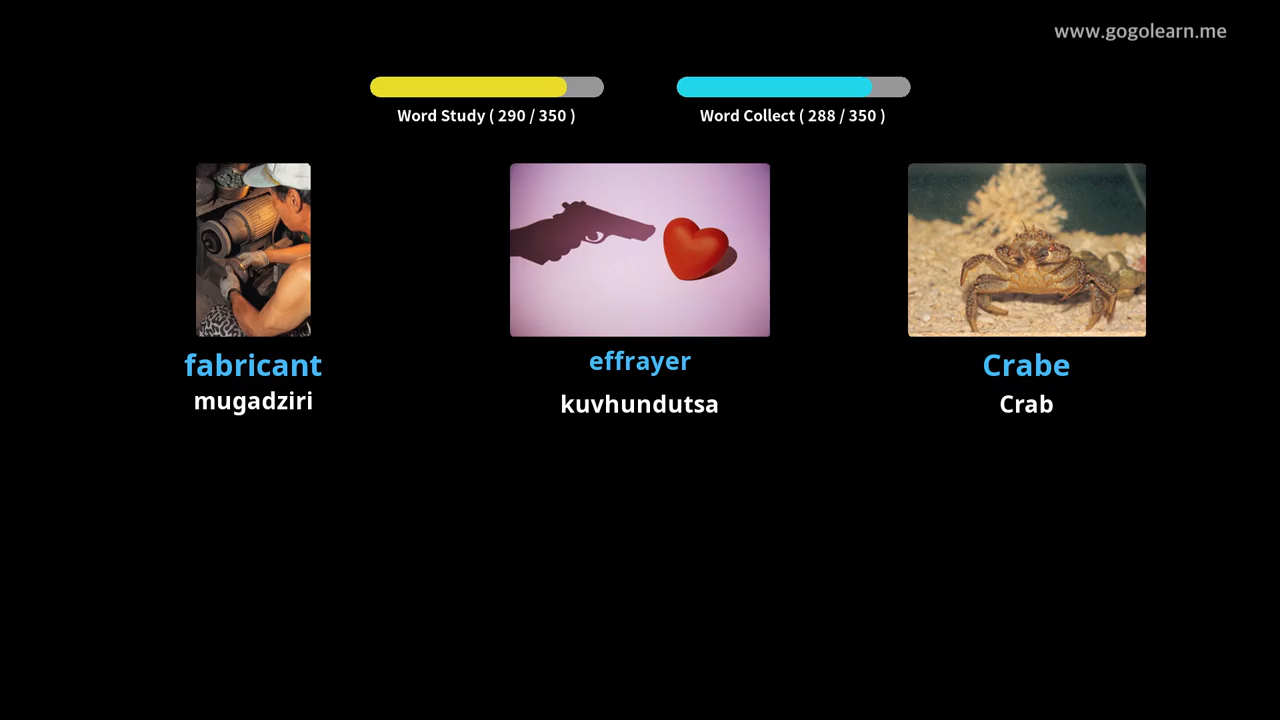 www.gogolearn.me
Word Study ( 290 / 350 )
Word Collect ( 288 / 350 )
fabricant
mugadziri
effrayer
kuvhundutsa
Crabe
Crab